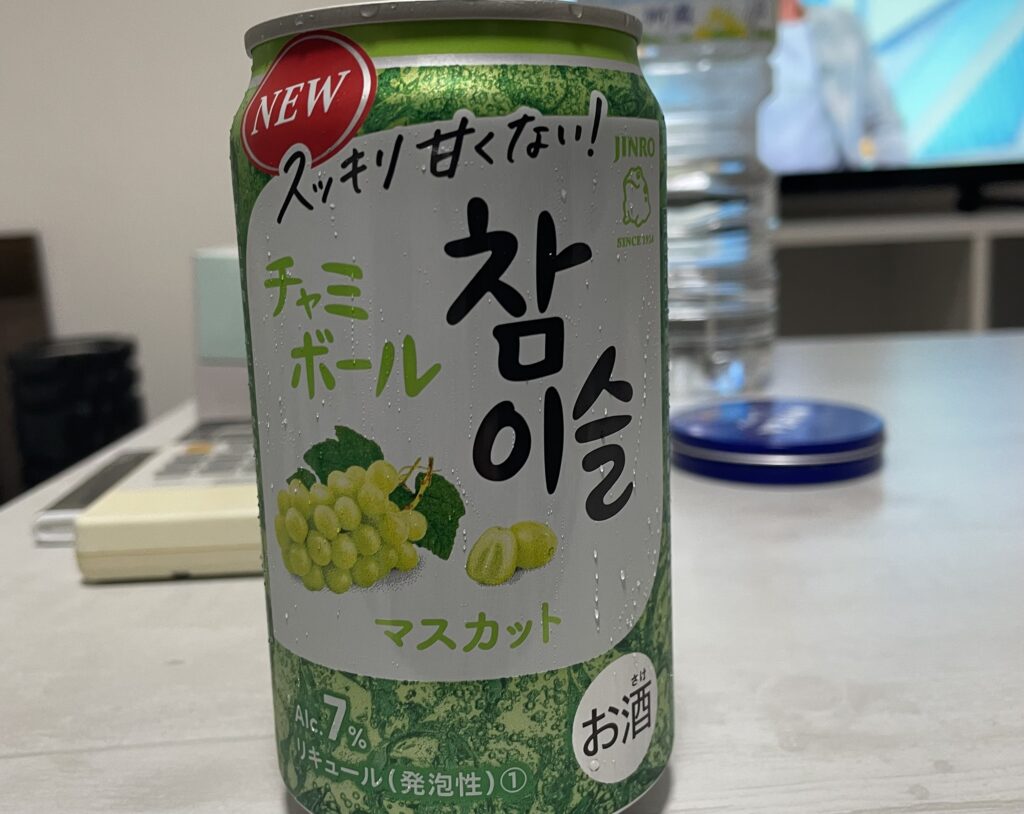 NEW
スッキリ甘くない!
JINRO
SINCE 1924
チャミ
ボール
참
이슬
マスカット
Alc. 7%
リキュール(発泡性)①
さけ
お酒